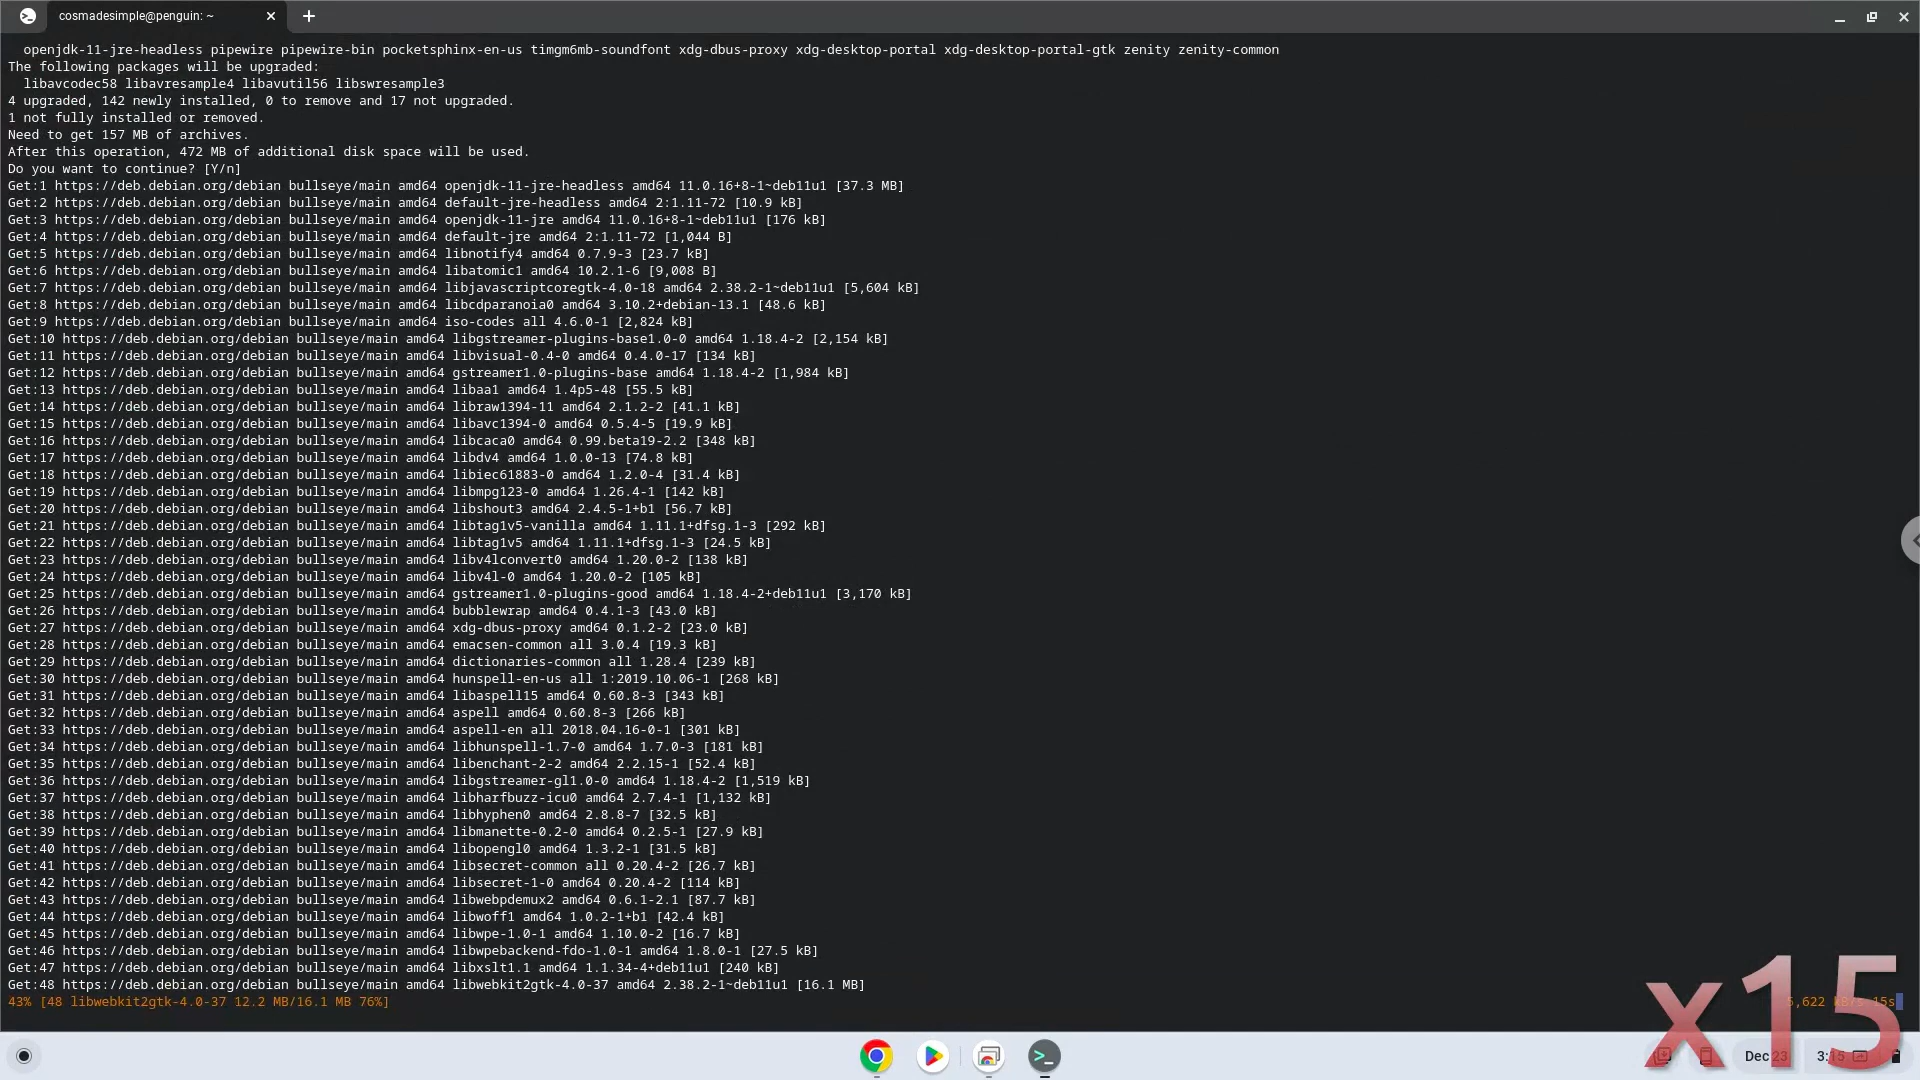 cosmadesimple@penguin: ~
openjdk-11-jre-headless pipewire pipewire-bin pocketsphinx-en-us timgm6mb-soundfont xdg-dbus-proxy xdg-desktop-portal xdg-desktop-portal-gtk zenity zenity-common
The following packages will be upgraded:
libavcodec58 libavresample4 libavutil56 libswresample3
4 upgraded, 142 newly installed, 0 to remove and 17 not upgraded.
1 not fully installed or removed.
Need to get 157 MB of archives.
After this operation, 472 MB of additional disk space will be used.
Do you want to continue? [Y/n]
Get:1 https://deb.debian.org/debian bullseye/main amd64 openjdk-11-jre-headless amd64 11.0.16+8-1~deb11u1 [37.3 MB]
Get:2 https://deb.debian.org/debian bullseye/main amd64 default-jre-headless amd64 2:1.11-72 [10.9 kB]
Get:3 https://deb.debian.org/debian bullseye/main amd64 openjdk-11-jre amd64 11.0.16+8-1~deb11u1 [176 kB]
Get:4 https://deb.debian.org/debian bullseye/main amd64 default-jre amd64 2:1.11-72 [1,044 B]
Get:5 https://deb.debian.org/debian bullseye/main amd64 libnotify4 amd64 0.7.9-3 [23.7 kB]
Get:6 https://deb.debian.org/debian bullseye/main amd64 libatomic1 amd64 10.2.1-6 [9,008 B]
Get:7 https://deb.debian.org/debian bullseye/main amd64 libjavascriptcoregtk-4.0-18 amd64 2.38.2-1~deb11u1 [5,604 kB]
Get:8 https://deb.debian.org/debian bullseye/main amd64 libcdparanoia0 amd64 3.10.2+debian-13.1 [48.6 kB]
Get:9 https://deb.debian.org/debian bullseye/main amd64 iso-codes all 4.6.0-1 [2,824 kB]
Get:10 https://deb.debian.org/debian bullseye/main amd64 libgstreamer-plugins-base1.0-0 amd64 1.18.4-2 [2,154 kB]
Get:11 https://deb.debian.org/debian bullseye/main amd64 libvisual-0.4-0 amd64 0.4.0-17 [134 kB]
Get:12 https://deb.debian.org/debian bullseye/main amd64 gstreamer1.0-plugins-base amd64 1.18.4-2 [1,984 kB]
Get:13 https://deb.debian.org/debian bullseye/main amd64 libaa1 amd64 1.4p5-48 [55.5 kB]
Get:14 https://deb.debian.org/debian bullseye/main amd64 libraw1394-11 amd64 2.1.2-2 [41.1 kB]
Get:15 https://deb.debian.org/debian bullseye/main amd64 libavc1394-0 amd64 0.5.4-5 [19.9 kB]
Get:16 https://deb.debian.org/debian bullseye/main amd64 libcaca0 amd64 0.99.beta19-2.2 [348 kB]
Get:17 https://deb.debian.org/debian bullseye/main amd64 libdv4 amd64 1.0.0-13 [74.8 kB]
Get:18 https://deb.debian.org/debian bullseye/main amd64 libiec61883-0 amd64 1.2.0-4 [31.4 kB]
Get:19 https://deb.debian.org/debian bullseye/main amd64 libmpg123-0 amd64 1.26.4-1 [142 kB]
Get:20 https://deb.debian.org/debian bullseye/main amd64 libshout3 amd64 2.4.5-1+b1 [56.7 kB]
Get:21 https://deb.debian.org/debian bullseye/main amd64 libtag1v5-vanilla amd64 1.11.1+dfsg.1-3 [292 kB]
Get:22 https://deb.debian.org/debian bullseye/main amd64 libtag1v5 amd64 1.11.1+dfsg.1-3 [24.5 kB]
Get:23 https://deb.debian.org/debian bullseye/main amd64 libv4lconvert0 amd64 1.20.0-2 [138 kB]
Get:24 https://deb.debian.org/debian bullseye/main amd64 libv4l-0 amd64 1.20.0-2 [105 kB]
Get:25 https://deb.debian.org/debian bullseye/main amd64 gstreamer1.0-plugins-good amd64 1.18.4-2+deb11u1 [3,170 kB]
Get:26 https://deb.debian.org/debian bullseye/main amd64 bubblewrap amd64 0.4.1-3 [43.0 kB]
Get:27 https://deb.debian.org/debian bullseye/main amd64 xdg-dbus-proxy amd64 0.1.2-2 [23.0 kB]
Get:28 https://deb.debian.org/debian bullseye/main amd64 emacsen-common all 3.0.4 [19.3 kB]
Get:29 https://deb.debian.org/debian bullseye/main amd64 dictionaries-common all 1.28.4 [239 kB]
Get:30 https://deb.debian.org/debian bullseye/main amd64 hunspell-en-us all 1:2019.10.06-1 [268 kB]
Get:31 https://deb.debian.org/debian bullseye/main amd64 libaspell15 amd64 0.60.8-3 [343 kB]
Get:32 https://deb.debian.org/debian bullseye/main amd64 aspell amd64 0.60.8-3 [266 kB]
Get:33 https://deb.debian.org/debian bullseye/main amd64 aspell-en all 2018.04.16-0-1 [301 kB]
Get:34 https://deb.debian.org/debian bullseye/main amd64 libhunspell-1.7-0 amd64 1.7.0-3 [181 kB]
Get:35 https://deb.debian.org/debian bullseye/main amd64 libenchant-2-2 amd64 2.2.15-1 [52.4 kB]
Get:36 https://deb.debian.org/debian bullseye/main amd64 libgstreamer-gl1.0-0 amd64 1.18.4-2 [1,519 kB]
Get:37 https://deb.debian.org/debian bullseye/main amd64 libharfbuzz-icu0 amd64 2.7.4-1 [1,132 kB]
Get:38 https://deb.debian.org/debian bullseye/main amd64 libhyphen0 amd64 2.8.8-7 [32.5 kB]
Get:39 https://deb.debian.org/debian bullseye/main amd64 libmanette-0.2-0 amd64 0.2.5-1 [27.9 kB]
Get:40 https://deb.debian.org/debian bullseye/main amd64 libopengl0 amd64 1.3.2-1 [31.5 kB]
Get:41 https://deb.debian.org/debian bullseye/main amd64 libsecret-common all 0.20.4-2 [26.7 kB]
Get:42 https://deb.debian.org/debian bullseye/main amd64 libsecret-1-0 amd64 0.20.4-2 [114 kB]
Get:43 https://deb.debian.org/debian bullseye/main amd64 libwebpdemux2 amd64 0.6.1-2.1 [87.7 kB]
Get:44 https://deb.debian.org/debian bullseye/main amd64 libwoff1 amd64 1.0.2-1+b1 [42.4 kB]
Get:45 https://deb.debian.org/debian bullseye/main amd64 libwpe-1.0-1 amd64 1.10.0-2 [16.7 kB]
Get:46 https://deb.debian.org/debian bullseye/main amd64 libwpebackend-fdo-1.0-1 amd64 1.8.0-1 [27.5 kB]
Get:47 https://deb.debian.org/debian bullseye/main amd64 libxslt1.1 amd64 1.1.34-4+deb11u1 [240 kB]
Get:48 https://deb.debian.org/debian bullseye/main amd64 libwebkit2gtk-4.0-37 amd64 2.38.2-1~deb11u1 [16.1 MB]
43% [48 libwebkit2gtk-4.0-37 12.2 MB/16.1 MB 76%] 5,622 kB/s 15s
x15
Dec 23 3:15